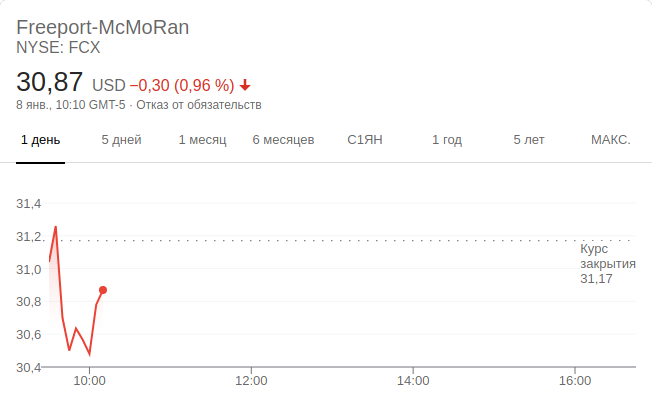 Freeport-McMoRan
NYSE: FCX
30,87 USD −0,30 (0,96 %)
8 янв., 10:10 GMT-5 · Отказ от обязательств
1 день 5 дней 1 месяц 6 месяцев С1ЯН 1 год 5 лет МАКС.
31,4
31,2
31,0
30,8
30,6
30,4
Курс
закрытия
31,17
10:00 12:00 14:00 16:00